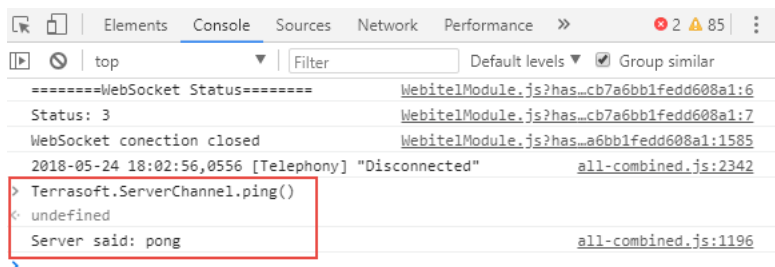 Elements Console Sources Network Performance » 2 85
top Filter Default levels ▼ Group similar
========WebSocket Status======== WebitelModule.js?has…cb7a6bb1fedd608a1:6
Status: 3 WebitelModule.js?has…cb7a6bb1fedd608a1:7
WebSocket conection closed WebitelModule.js?has…a6bb1fedd608a1:1585
2018-05-24 18:02:56,0556 [Telephony] "Disconnected" all-combined.js:2342
> Terrasoft.ServerChannel.ping()
undefined
Server said: pong all-combined.js:1196